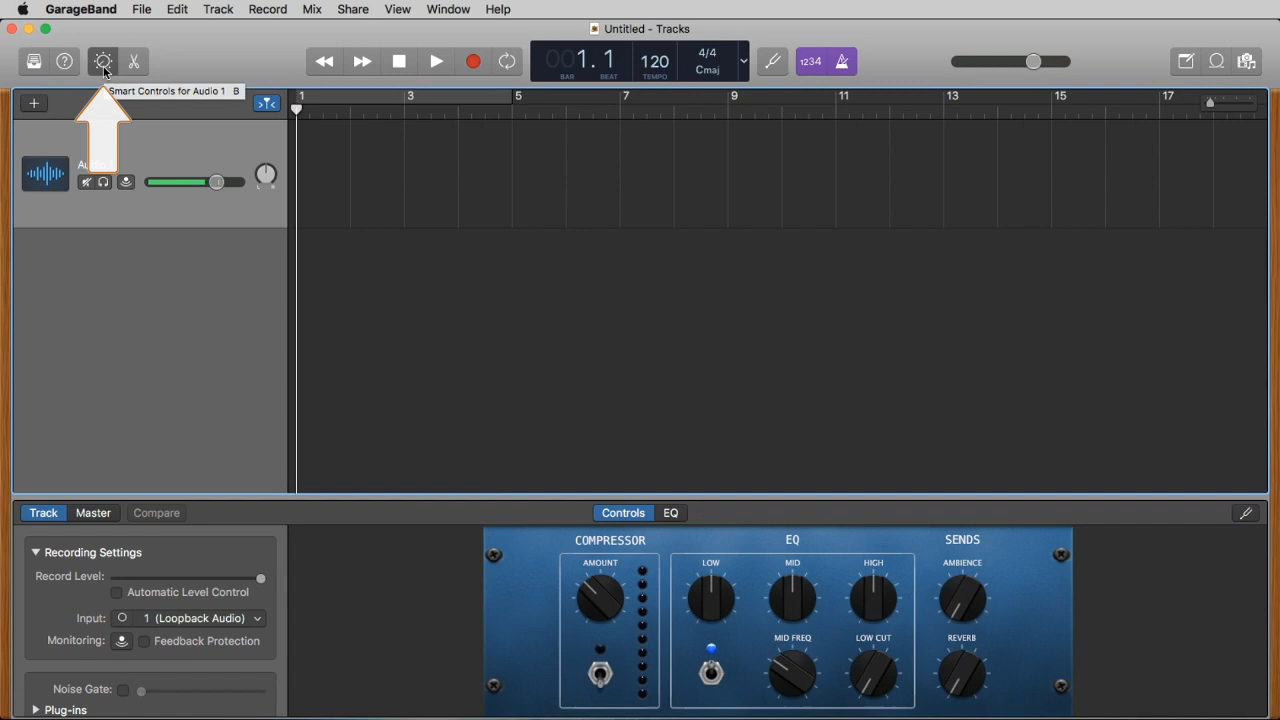 GarageBand File Edit Track Record Mix Share View Window Help
Untitled - Tracks
001. 1 120 4/4 Cmaj
BAR BEAT TEMPO
1234
Smart Controls for Audio 1 B
1 3 5 7 9 11 13 15 17
L R
Track Master Compare Controls EQ
Recording Settings
Record Level:
Automatic Level Control
Input: 1 (Loopback Audio)
Monitoring: Feedback Protection
Noise Gate:
Plug-ins
COMPRESSOR EQ SENDS
AMOUNT LOW MID HIGH AMBIENCE
MID FREQ LOW CUT REVERB